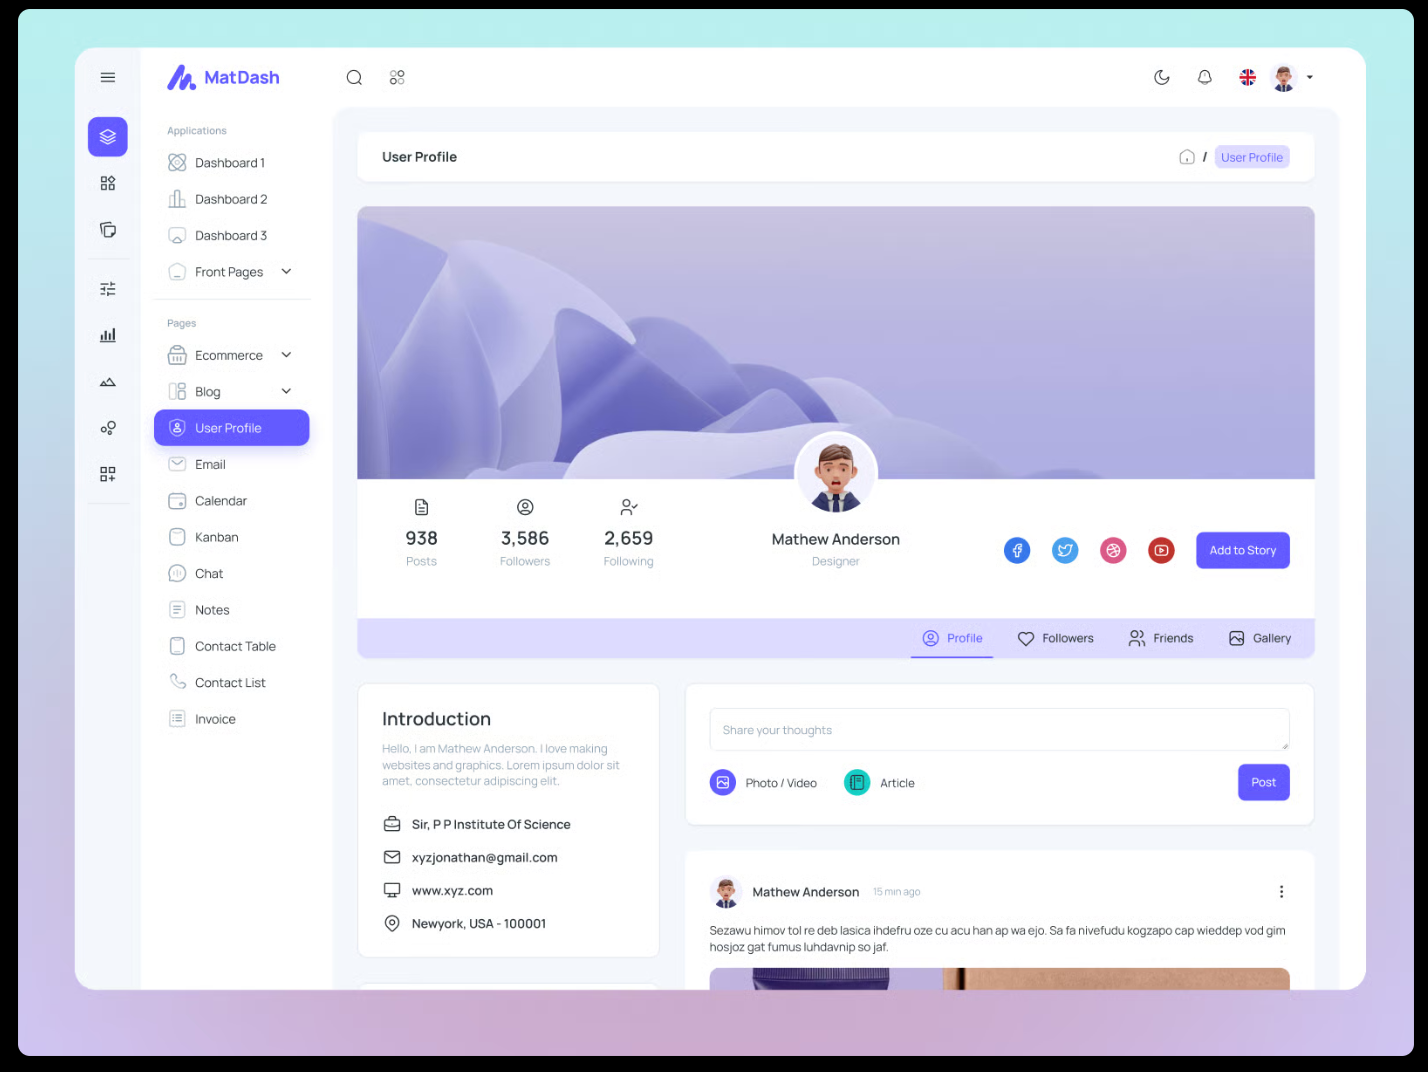 MatDash
Applications
Dashboard 1
Dashboard 2
Dashboard 3
Front Pages
Pages
Ecommerce
Blog
User Profile
Email
Calendar
Kanban
Chat
Notes
Contact Table
Contact List
Invoice
User Profile
/ User Profile
938
Posts
3,586
Followers
2,659
Following
Mathew Anderson
Designer
Add to Story
Profile
Followers
Friends
Gallery
Introduction
Hello, I am Mathew Anderson. I love making
websites and graphics. Lorem ipsum dolor sit
amet, consectetur adipiscing elit.
Sir, P P Institute Of Science
xyzjonathan@gmail.com
www.xyz.com
Newyork, USA - 100001
Share your thoughts
Photo / Video
Article
Post
Mathew Anderson 15 min ago
Sezawu himov tol re deb lasica ihdefru oze cu acu han ap wa ejo. Sa fa nivefudu kogzapo cap wieddep vod gim
hosjoz gat fumus luhdavnip so jaf.